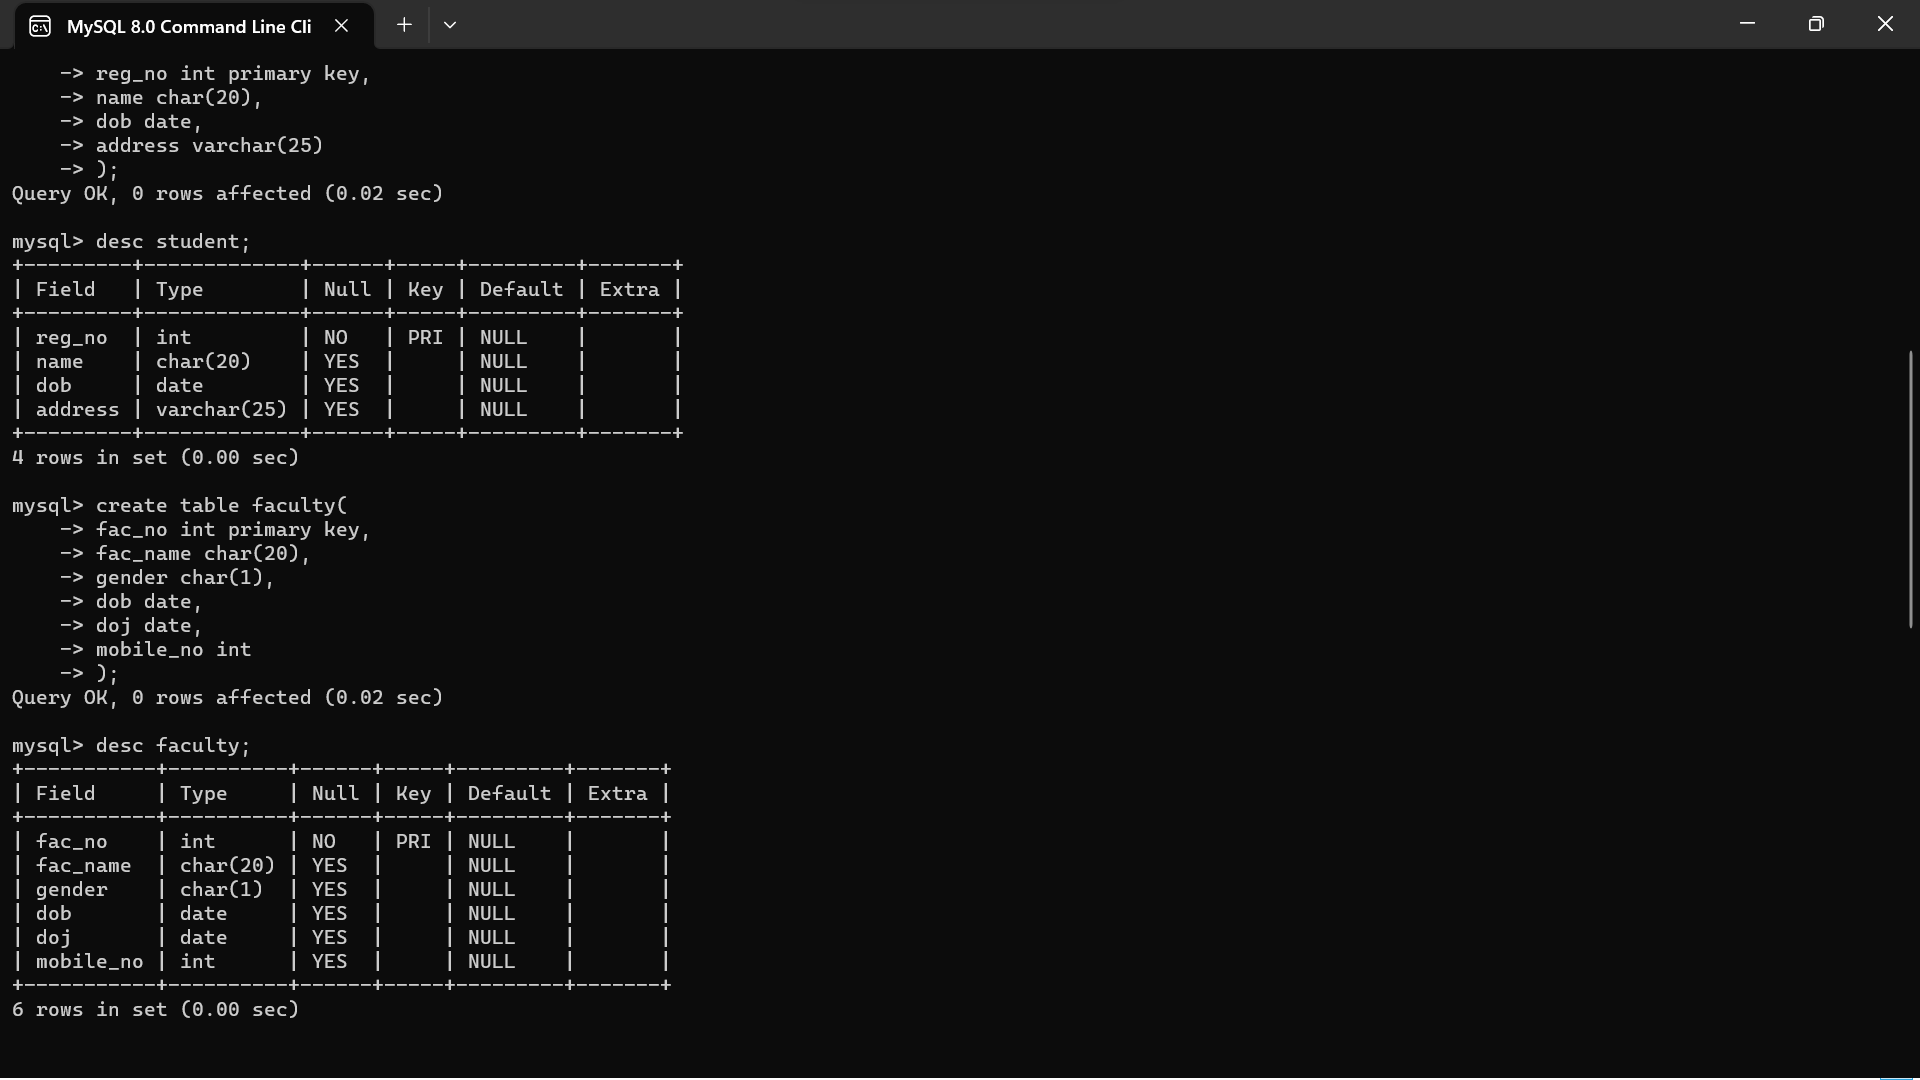 MySQL 8.0 Command Line Cli
    -> reg_no int primary key,
    -> name char(20),
    -> dob date,
    -> address varchar(25)
    -> );
Query OK, 0 rows affected (0.02 sec)

mysql> desc student;
+---------+-------------+------+-----+---------+-------+
| Field   | Type        | Null | Key | Default | Extra |
+---------+-------------+------+-----+---------+-------+
| reg_no  | int         | NO   | PRI | NULL    |       |
| name    | char(20)    | YES  |     | NULL    |       |
| dob     | date        | YES  |     | NULL    |       |
| address | varchar(25) | YES  |     | NULL    |       |
+---------+-------------+------+-----+---------+-------+
4 rows in set (0.00 sec)

mysql> create table faculty(
    -> fac_no int primary key,
    -> fac_name char(20),
    -> gender char(1),
    -> dob date,
    -> doj date,
    -> mobile_no int
    -> );
Query OK, 0 rows affected (0.02 sec)

mysql> desc faculty;
+-----------+----------+------+-----+---------+-------+
| Field     | Type     | Null | Key | Default | Extra |
+-----------+----------+------+-----+---------+-------+
| fac_no    | int      | NO   | PRI | NULL    |       |
| fac_name  | char(20) | YES  |     | NULL    |       |
| gender    | char(1)  | YES  |     | NULL    |       |
| dob       | date     | YES  |     | NULL    |       |
| doj       | date     | YES  |     | NULL    |       |
| mobile_no | int      | YES  |     | NULL    |       |
+-----------+----------+------+-----+---------+-------+
6 rows in set (0.00 sec)